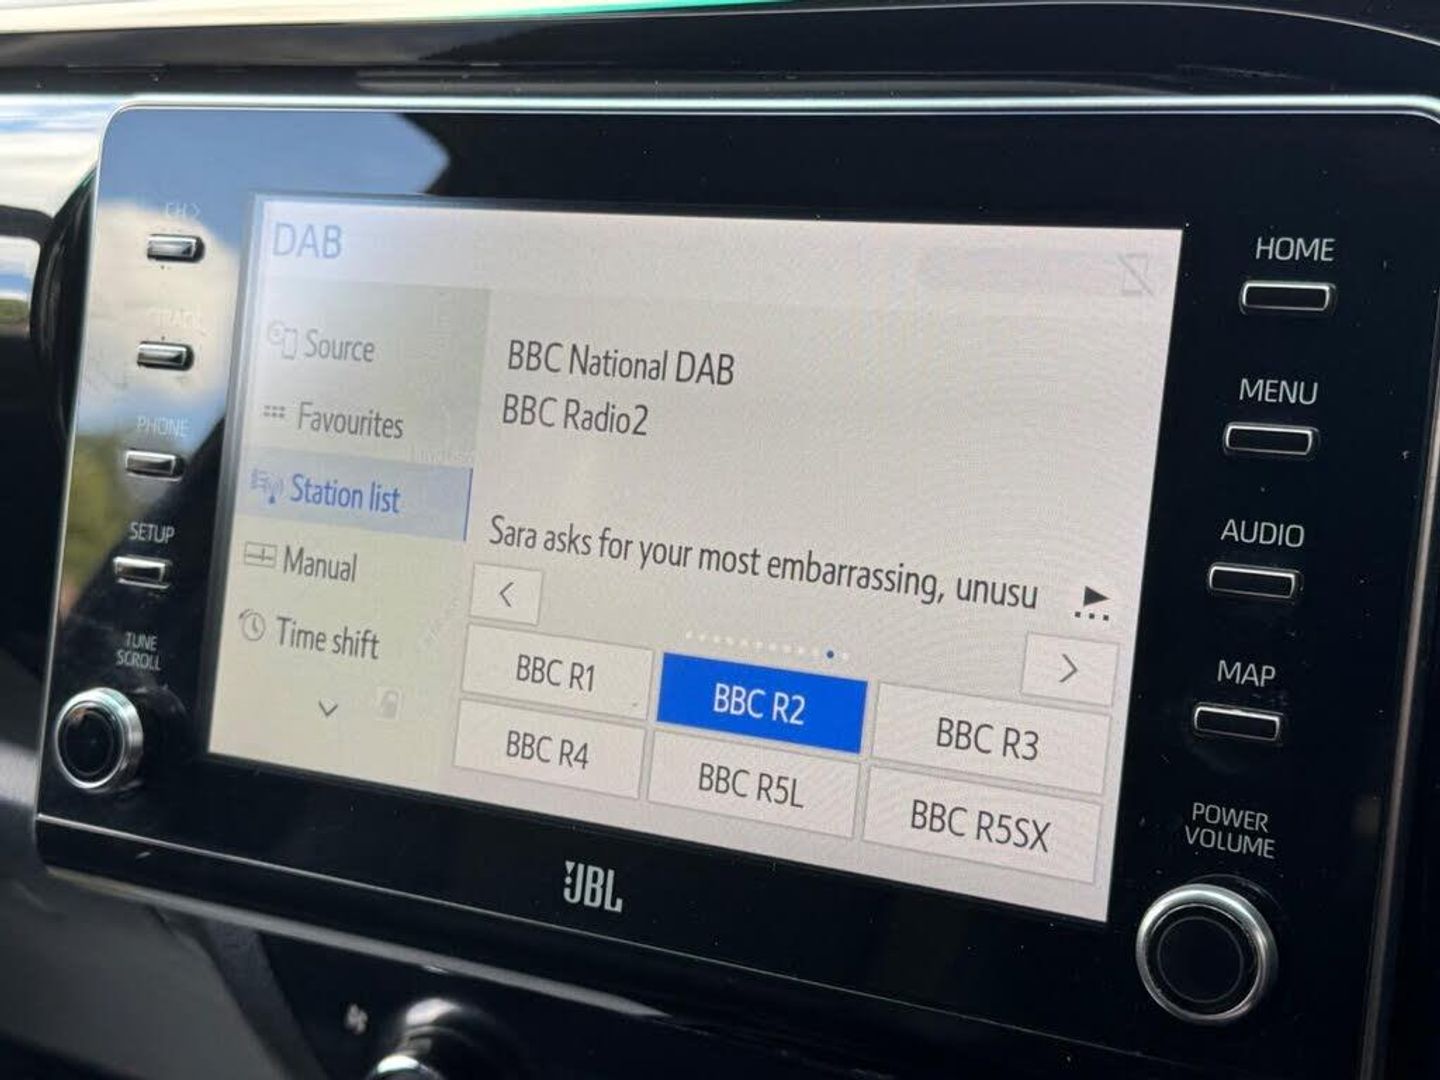 CH>
TRACK
PHONE
SETUP
TUNE
SCROLL
DAB
Source
Favourites
Station list
Manual
Time shift
BBC National DAB
BBC Radio2
Sara asks for your most embarrassing, unusu
BBC R1
BBC R2
BBC R3
BBC R4
BBC R5L
BBC R5SX
JBL
HOME
MENU
AUDIO
MAP
POWER
VOLUME